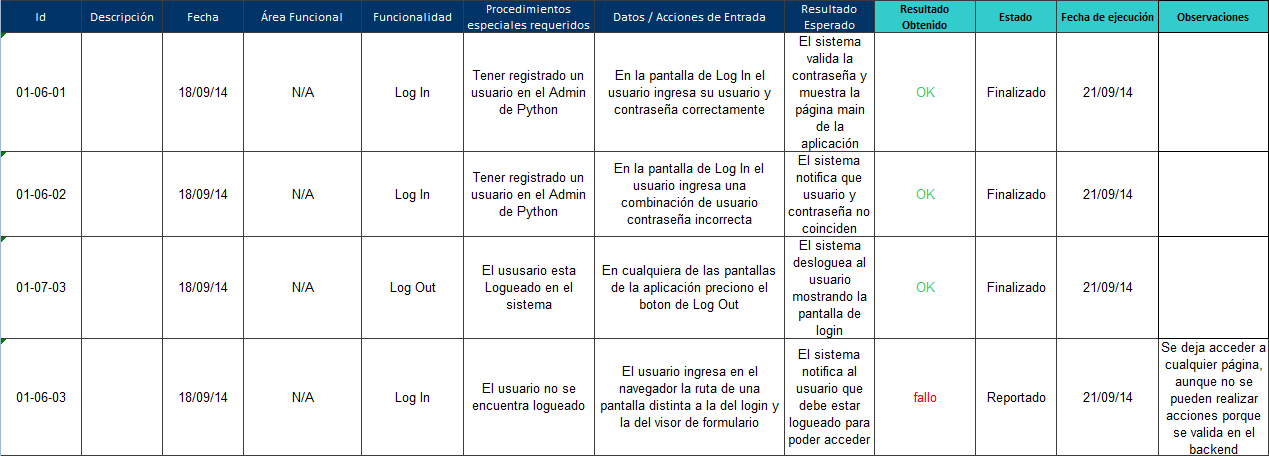 Id
Descripción
Fecha
Área Funcional
Funcionalidad
Procedimientos
especiales requeridos
Datos / Acciones de Entrada
Resultado
Esperado
Resultado
Obtenido
Estado
Fecha de ejecución
Observaciones
01-06-01
18/09/14
N/A
Log In
Tener registrado un
usuario en el Admin
de Python
En la pantalla de Log In el
usuario ingresa su usuario y
contraseña correctamente
El sistema
valida la
contraseña y
muestra la
página main
de la
aplicación
OK
Finalizado
21/09/14
01-06-02
18/09/14
N/A
Log In
Tener registrado un
usuario en el Admin
de Python
En la pantalla de Log In el
usuario ingresa una
combinación de usuario
contraseña incorrecta
El sistema
notifica que
usuario y
contraseña no
coinciden
OK
Finalizado
21/09/14
01-07-03
18/09/14
N/A
Log Out
El ususario esta
Logueado en el
sistema
En cualquiera de las pantallas
de la aplicación preciono el
boton de Log Out
El sistema
desloguea al
usuario
mostrando la
pantalla de
login
OK
Finalizado
21/09/14
01-06-03
18/09/14
N/A
Log In
El usuario no se
encuentra logueado
El usuario ingresa en el
navegador la ruta de una
pantalla distinta a la del login y
la del visor de formulario
El sistema
notifica al
usuario que
debe estar
logueado para
poder acceder
fallo
Reportado
21/09/14
Se deja acceder a
cualquier página,
aunque no se
pueden realizar
acciones porque
se valida en el
backend